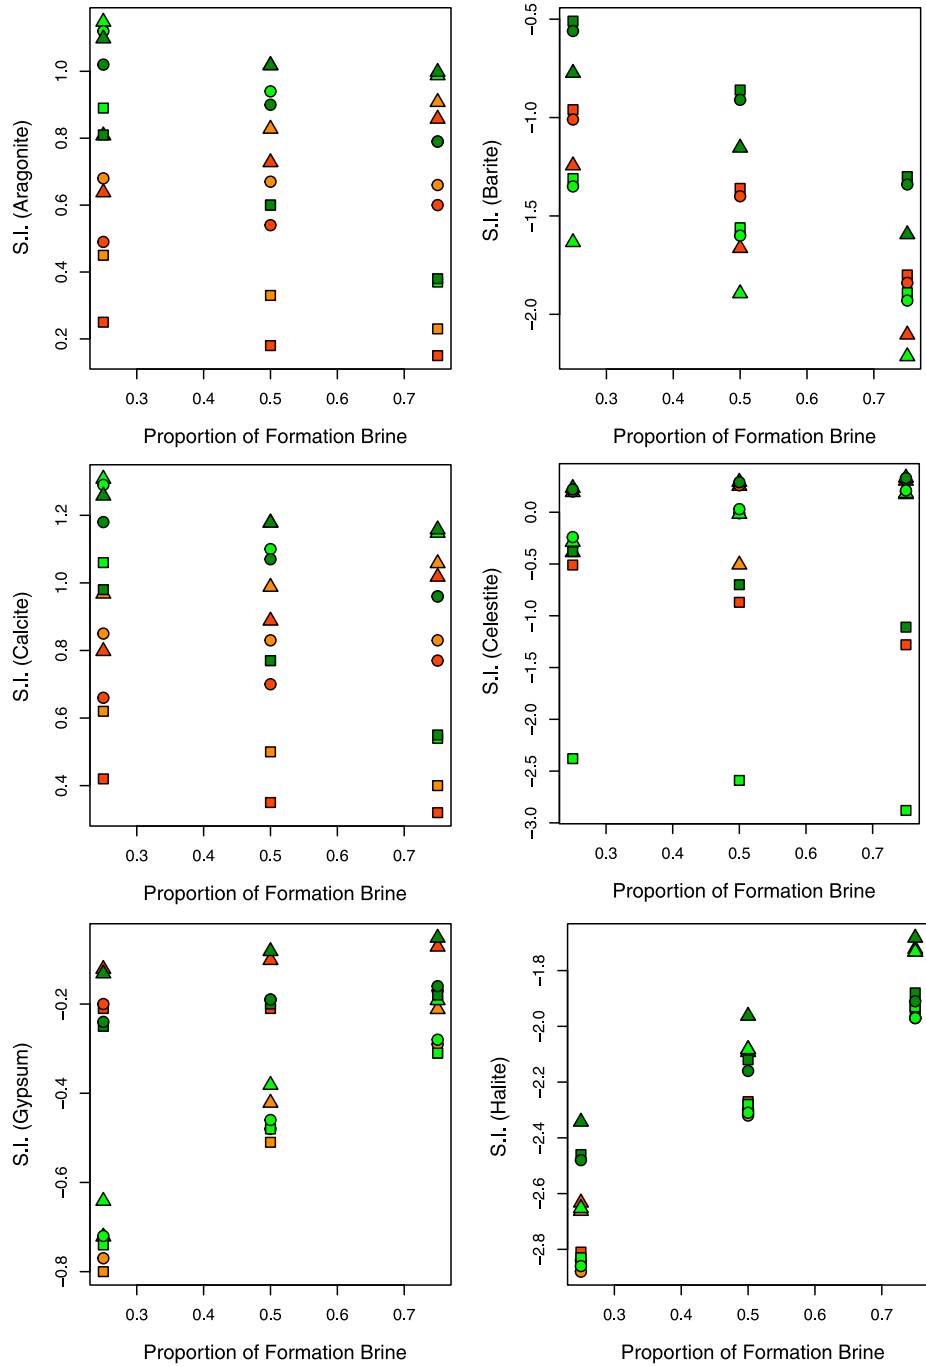 S.I. (Aragonite)
0.2 0.4 0.6 0.8 1.0
0.3 0.4 0.5 0.6 0.7
Proportion of Formation Brine
S.I. (Barite)
−2.0 −1.5 −1.0 −0.5
0.3 0.4 0.5 0.6 0.7
Proportion of Formation Brine
S.I. (Calcite)
0.4 0.6 0.8 1.0 1.2
0.3 0.4 0.5 0.6 0.7
Proportion of Formation Brine
S.I. (Celestite)
−3.0 −2.5 −2.0 −1.5 −1.0 −0.5 0.0
0.3 0.4 0.5 0.6 0.7
Proportion of Formation Brine
S.I. (Gypsum)
−0.8 −0.6 −0.4 −0.2
0.3 0.4 0.5 0.6 0.7
Proportion of Formation Brine
S.I. (Halite)
−2.8 −2.6 −2.4 −2.2 −2.0 −1.8
0.3 0.4 0.5 0.6 0.7
Proportion of Formation Brine